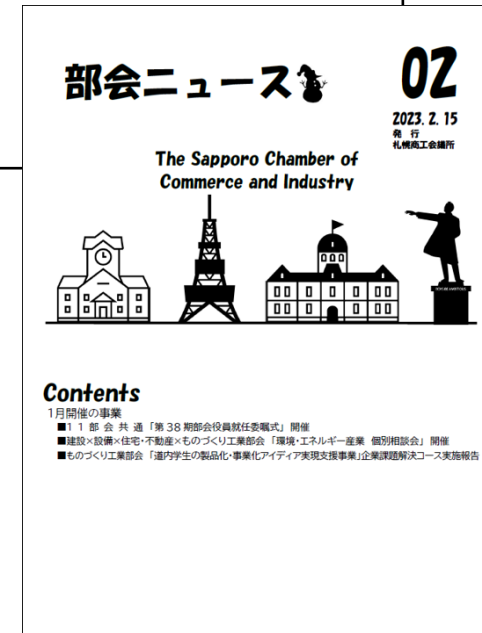 部会ニュース
02
2023. 2. 15
発 行
札幌商工会議所
The Sapporo Chamber of
Commerce and Industry
Contents
1月開催の事業
■1 1 部 会 共 通 「第 38 期部会役員就任委嘱式」 開催
■建設×設備×住宅・不動産×ものづくり工業部会 「環境・エネルギー産業 個別相談会」 開催
■ものづくり工業部会 「道内学生の製品化・事業化アイディア実現支援事業」企業課題解決コース実施報告